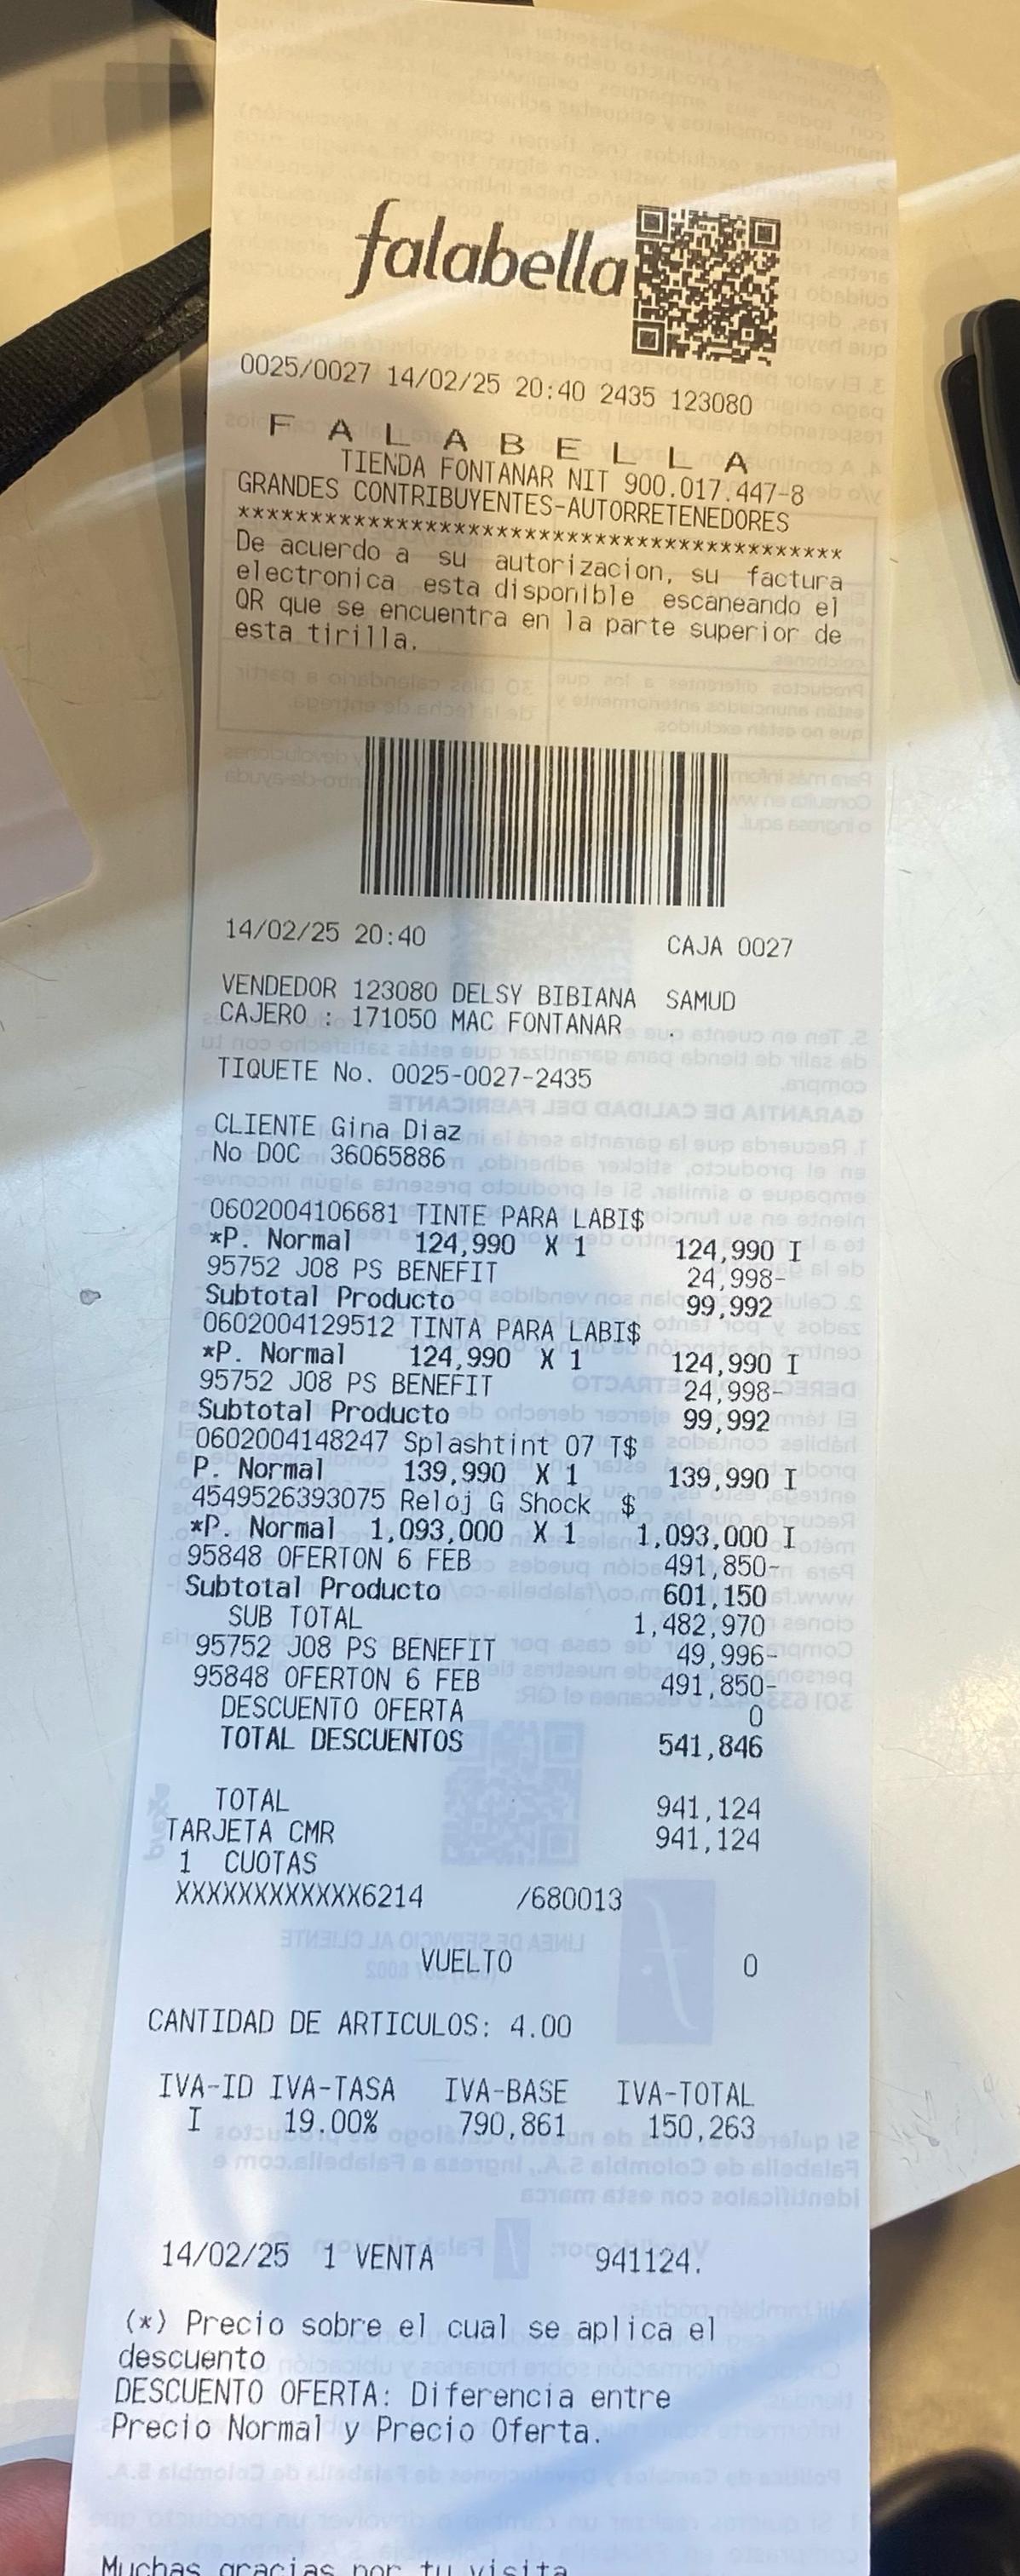 falabella
0025/0027 14/02/25 20:40 2435 123080
F A L A B E L L A
TIENDA FONTANAR NIT 900.017.447-8
GRANDES CONTRIBUYENTES-AUTORRETENEDORES
******************************************
De acuerdo a su autorizacion, su factura
electronica esta disponible escaneando el
QR que se encuentra en la parte superior de
esta tirilla.
14/02/25 20:40 CAJA 0027
VENDEDOR 123080 DELSY BIBIANA SAMUD
CAJERO : 171050 MAC FONTANAR .
TIQUETE No. 0025-0027-2435
CLIENTE Gina Diaz
No DOC 36065886
0602004106681 TINTE PARA LABI$
*P. Normal 124,990 X 1 124,990 I
95752 J08 PS BENEFIT 24,998-
Subtotal Producto 99,992
0602004129512 TINTA PARA LABI$
*P. Normal 124,990 X 1 124,990 I
95752 J08 PS BENEFIT 24,998-
Subtotal Producto 99,992
0602004148247 Splashtint 07 T$
P. Normal 139,990 X 1 139,990 I
4549526393075 Reloj G Shock $
*P. Normal 1,093,000 X 1 1,093,000 I
95848 OFERTON 6 FEB 491,850-
Subtotal Producto 601,150
SUB TOTAL 1,482,970
95752 J08 PS BENEFIT 49,996-
95848 OFERTON 6 FEB 491,850-
DESCUENTO OFERTA 0
TOTAL DESCUENTOS 541,846
TOTAL 941,124
TARJETA CMR 941,124
1 CUOTAS
XXXXXXXXXXXX6214 /680013
VUELTO 0
CANTIDAD DE ARTICULOS: 4.00
IVA-ID IVA-TASA IVA-BASE IVA-TOTAL
I 19.00% 790,861 150,263
14/02/25 1 VENTA 941124.
(*) Precio sobre el cual se aplica el
descuento
DESCUENTO OFERTA: Diferencia entre
Precio Normal y Precio Oferta.
Muchas gracias por tu visita